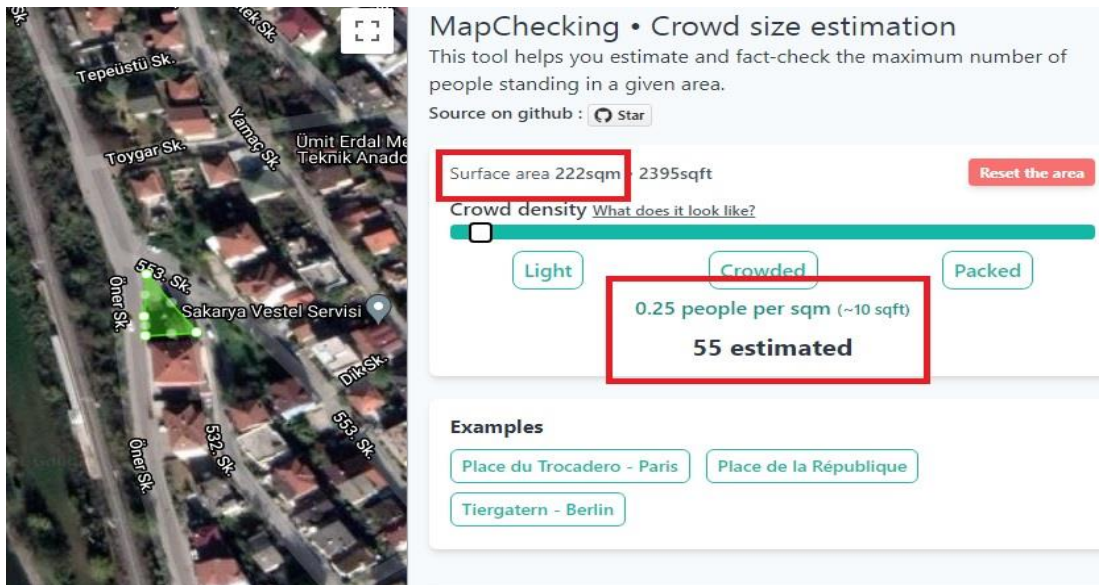 Sk.
Tepeüstü Sk.
Yamaç Sk.
Toygar Sk.
Ümit Erdal Me
Teknik Anado
553. Sk.
Öner Sk.
Sakarya Vestel Servisi
Dik Sk.
553. Sk.
532. Sk.
Öner Sk.
MapChecking • Crowd size estimation
This tool helps you estimate and fact-check the maximum number of
people standing in a given area.
Source on github : Star
Surface area 222sqm • 2395sqft
Reset the area
Crowd density What does it look like?
Light Crowded Packed
0.25 people per sqm (~10 sqft)
55 estimated
Examples
Place du Trocadero - Paris Place de la République
Tiergatern - Berlin